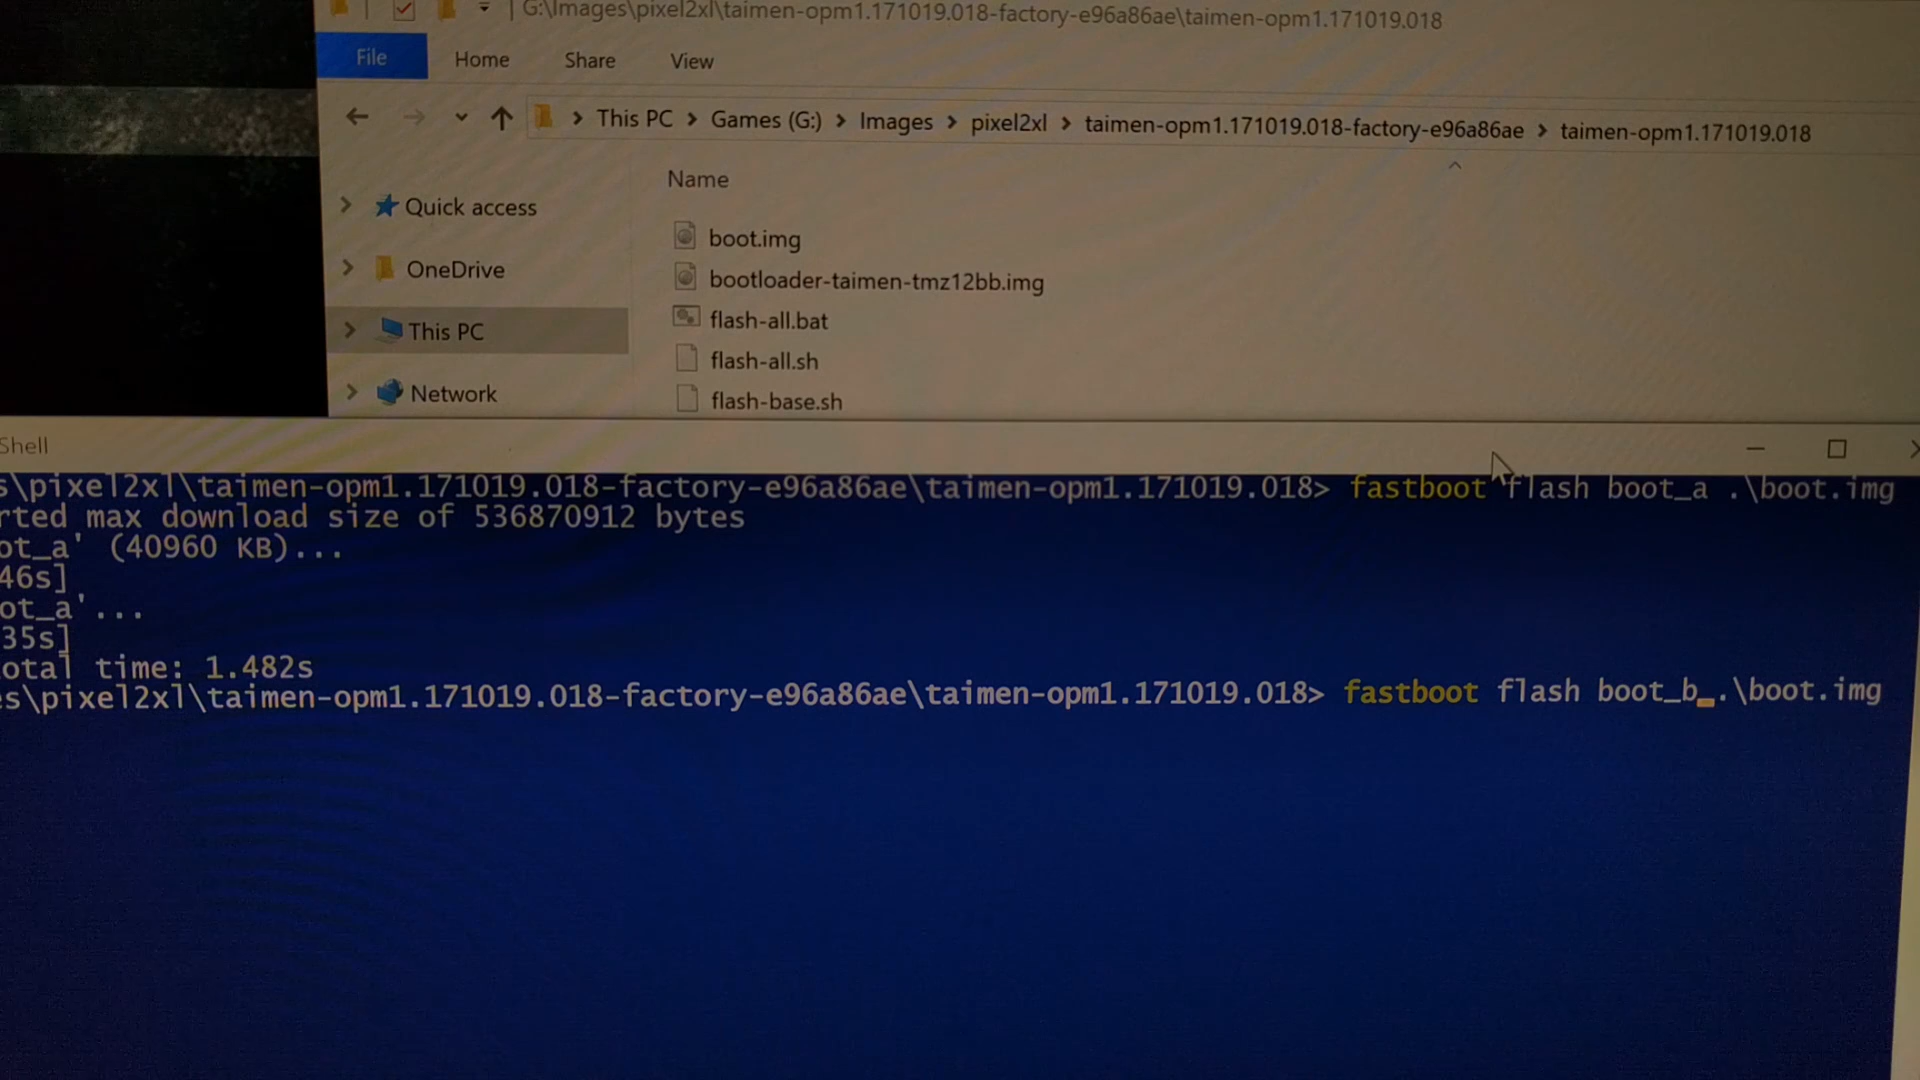 G:\Images\pixel2xl\taimen-opm1.171019.018-factory-e96a86ae\taimen-opm1.171019.018
File Home Share View
This PC > Games (G:) > Images > pixel2xl > taimen-opm1.171019.018-factory-e96a86ae > taimen-opm1.171019.018
Name
Quick access
boot.img
OneDrive
bootloader-taimen-tmz12bb.img
This PC
flash-all.bat
flash-all.sh
Network
flash-base.sh
Shell
s\pixel2xl\taimen-opm1.171019.018-factory-e96a86ae\taimen-opm1.171019.018> fastboot flash boot_a .\boot.img
rted max download size of 536870912 bytes
ot_a' (40960 KB)...
46s]
ot_a'...
35s]
otal time: 1.482s
es\pixel2xl\taimen-opm1.171019.018-factory-e96a86ae\taimen-opm1.171019.018> fastboot flash boot_b_.\boot.img